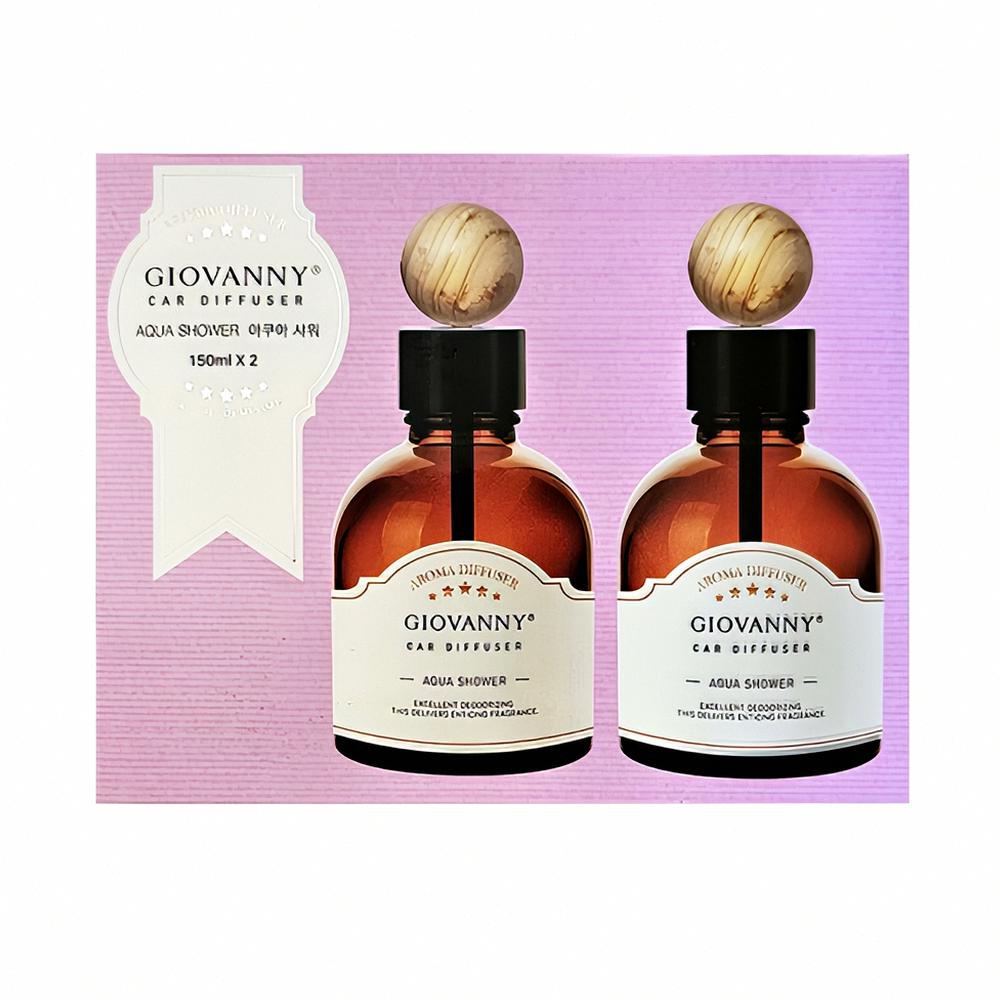 GIOVANNY®
CAR DIFFUSER
AQUA SHOWER 아쿠아 샤워
150ml X 2
AROMA DIFFUSER
GIOVANNY®
CAR DIFFUSER
AQUA SHOWER
EXCELLENT DEODORIZING
THIS DELIVERS ENTICING FRAGRANCE.
AROMA DIFFUSER
GIOVANNY®
CAR DIFFUSER
AQUA SHOWER
EXCELLENT DEODORIZING
THIS DELIVERS ENTICING FRAGRANCE.